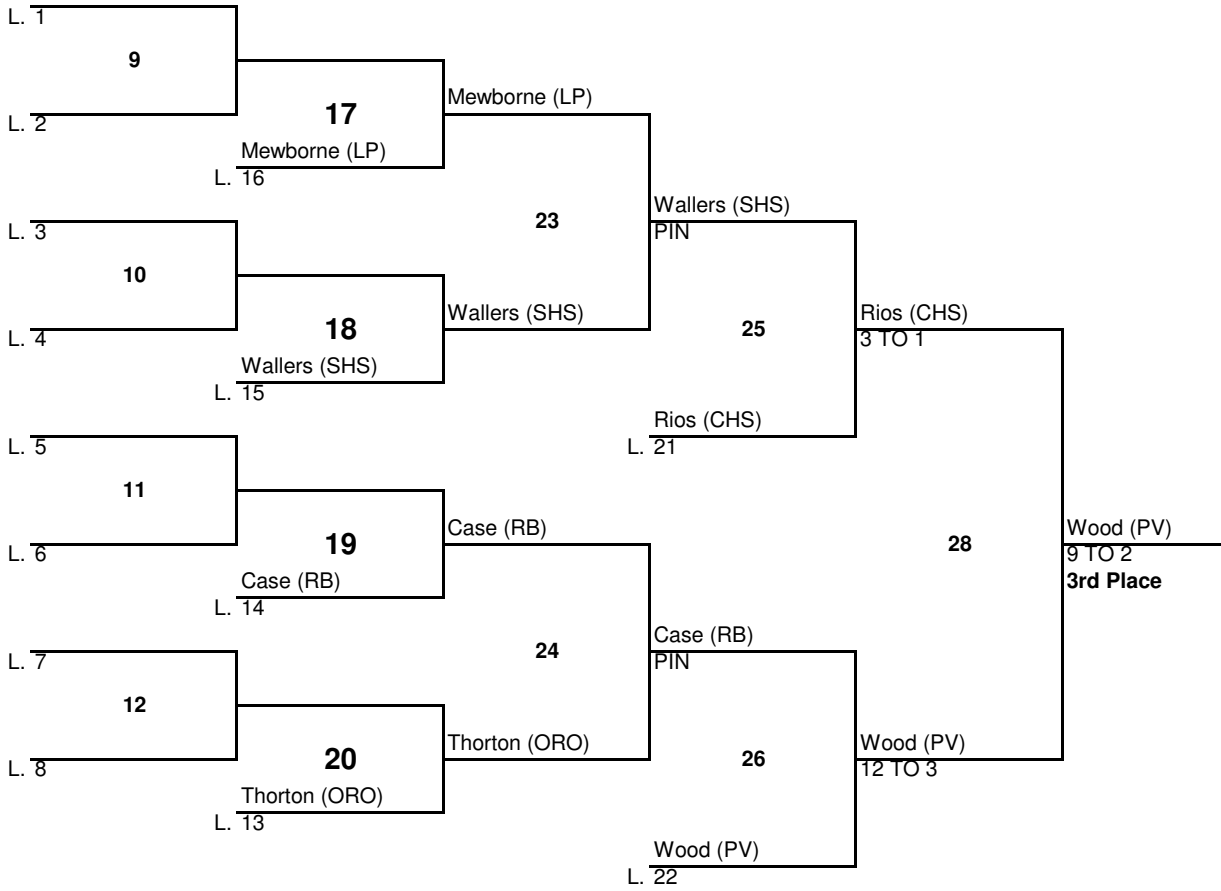 L. 1
9
L. 2
17
Mewborne (LP)
Mewborne (LP)
L. 16
L. 3
10
L. 4
18
Wallers (SHS)
Wallers (SHS)
L. 15
23
Wallers (SHS)
PIN
25
Rios (CHS)
L. 21
Rios (CHS)
3 TO 1
L. 5
11
L. 6
19
Case (RB)
Case (RB)
L. 14
L. 7
12
L. 8
20
Thorton (ORO)
Thorton (ORO)
L. 13
24
Case (RB)
PIN
26
Wood (PV)
L. 22
Wood (PV)
12 TO 3
28
Wood (PV)
9 TO 2
3rd Place